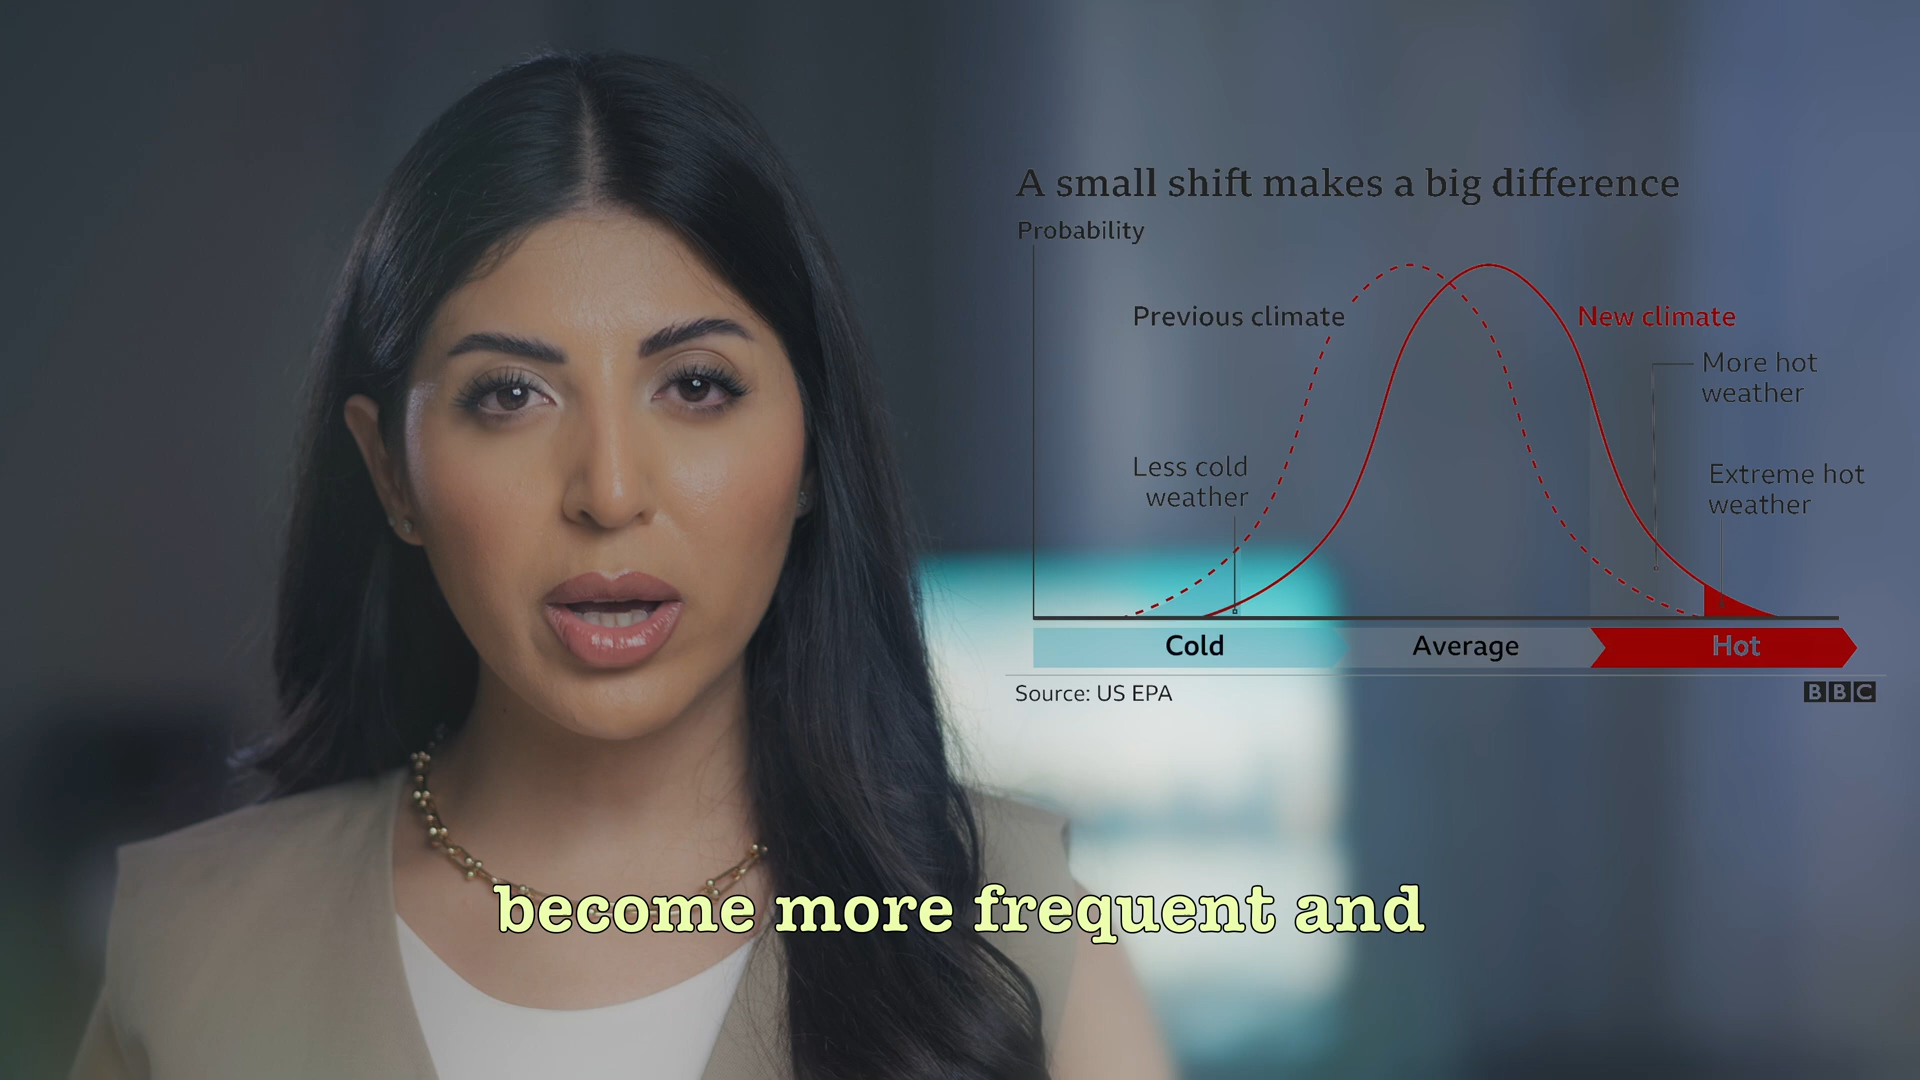 A small shift makes a big difference
Probability
Previous climate
New climate
More hot
weather
Less cold
weather
Extreme hot
weather
Cold
Average
Hot
Source: US EPA
BBC
become more frequent and